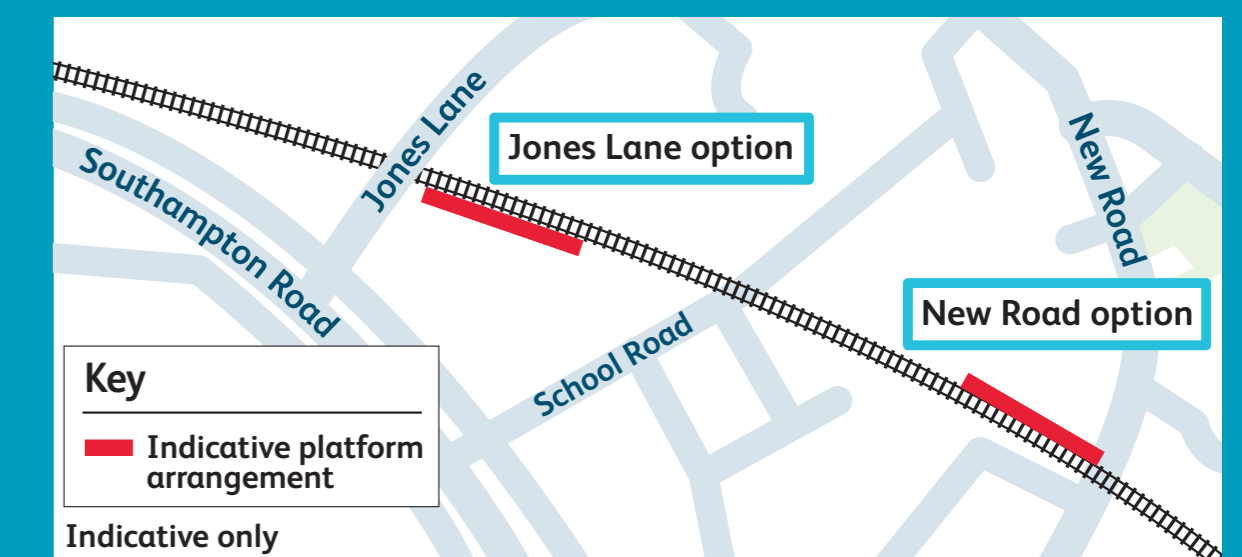 Jones Lane
Jones Lane option
New Road
Southampton Road
New Road option
School Road
Key
Indicative platform
arrangement
Indicative only